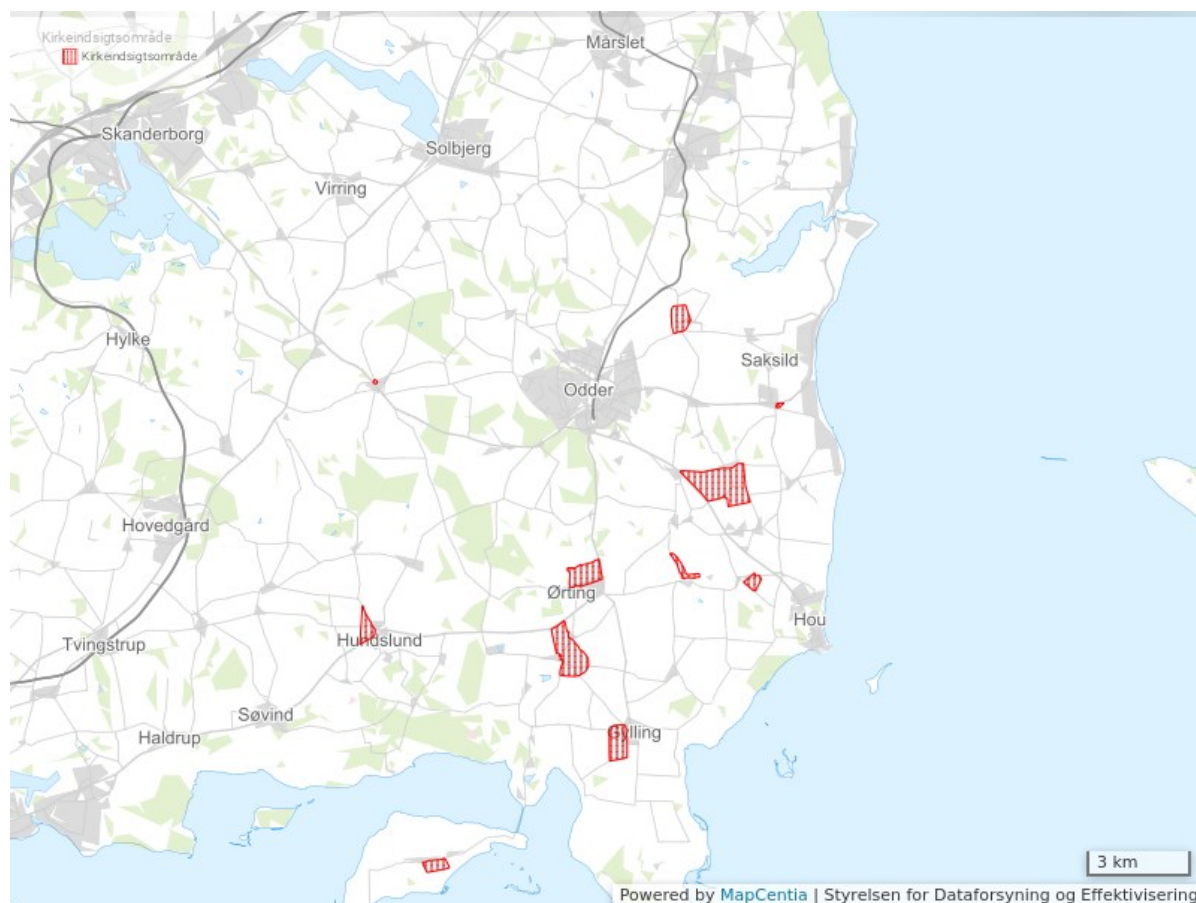 Kirkeindsigtsområde
Kirkeindsigtsområde
Mårslet
Skanderborg
Solbjerg
Virring
Hylke
Saksild
Odder
Hovedgård
Ørting
Hou
Tvingstrup
Hundslund
Søvind
Haldrup
Gylling
3 km
Powered by MapCentia | Styrelsen for Dataforsyning og Effektivisering